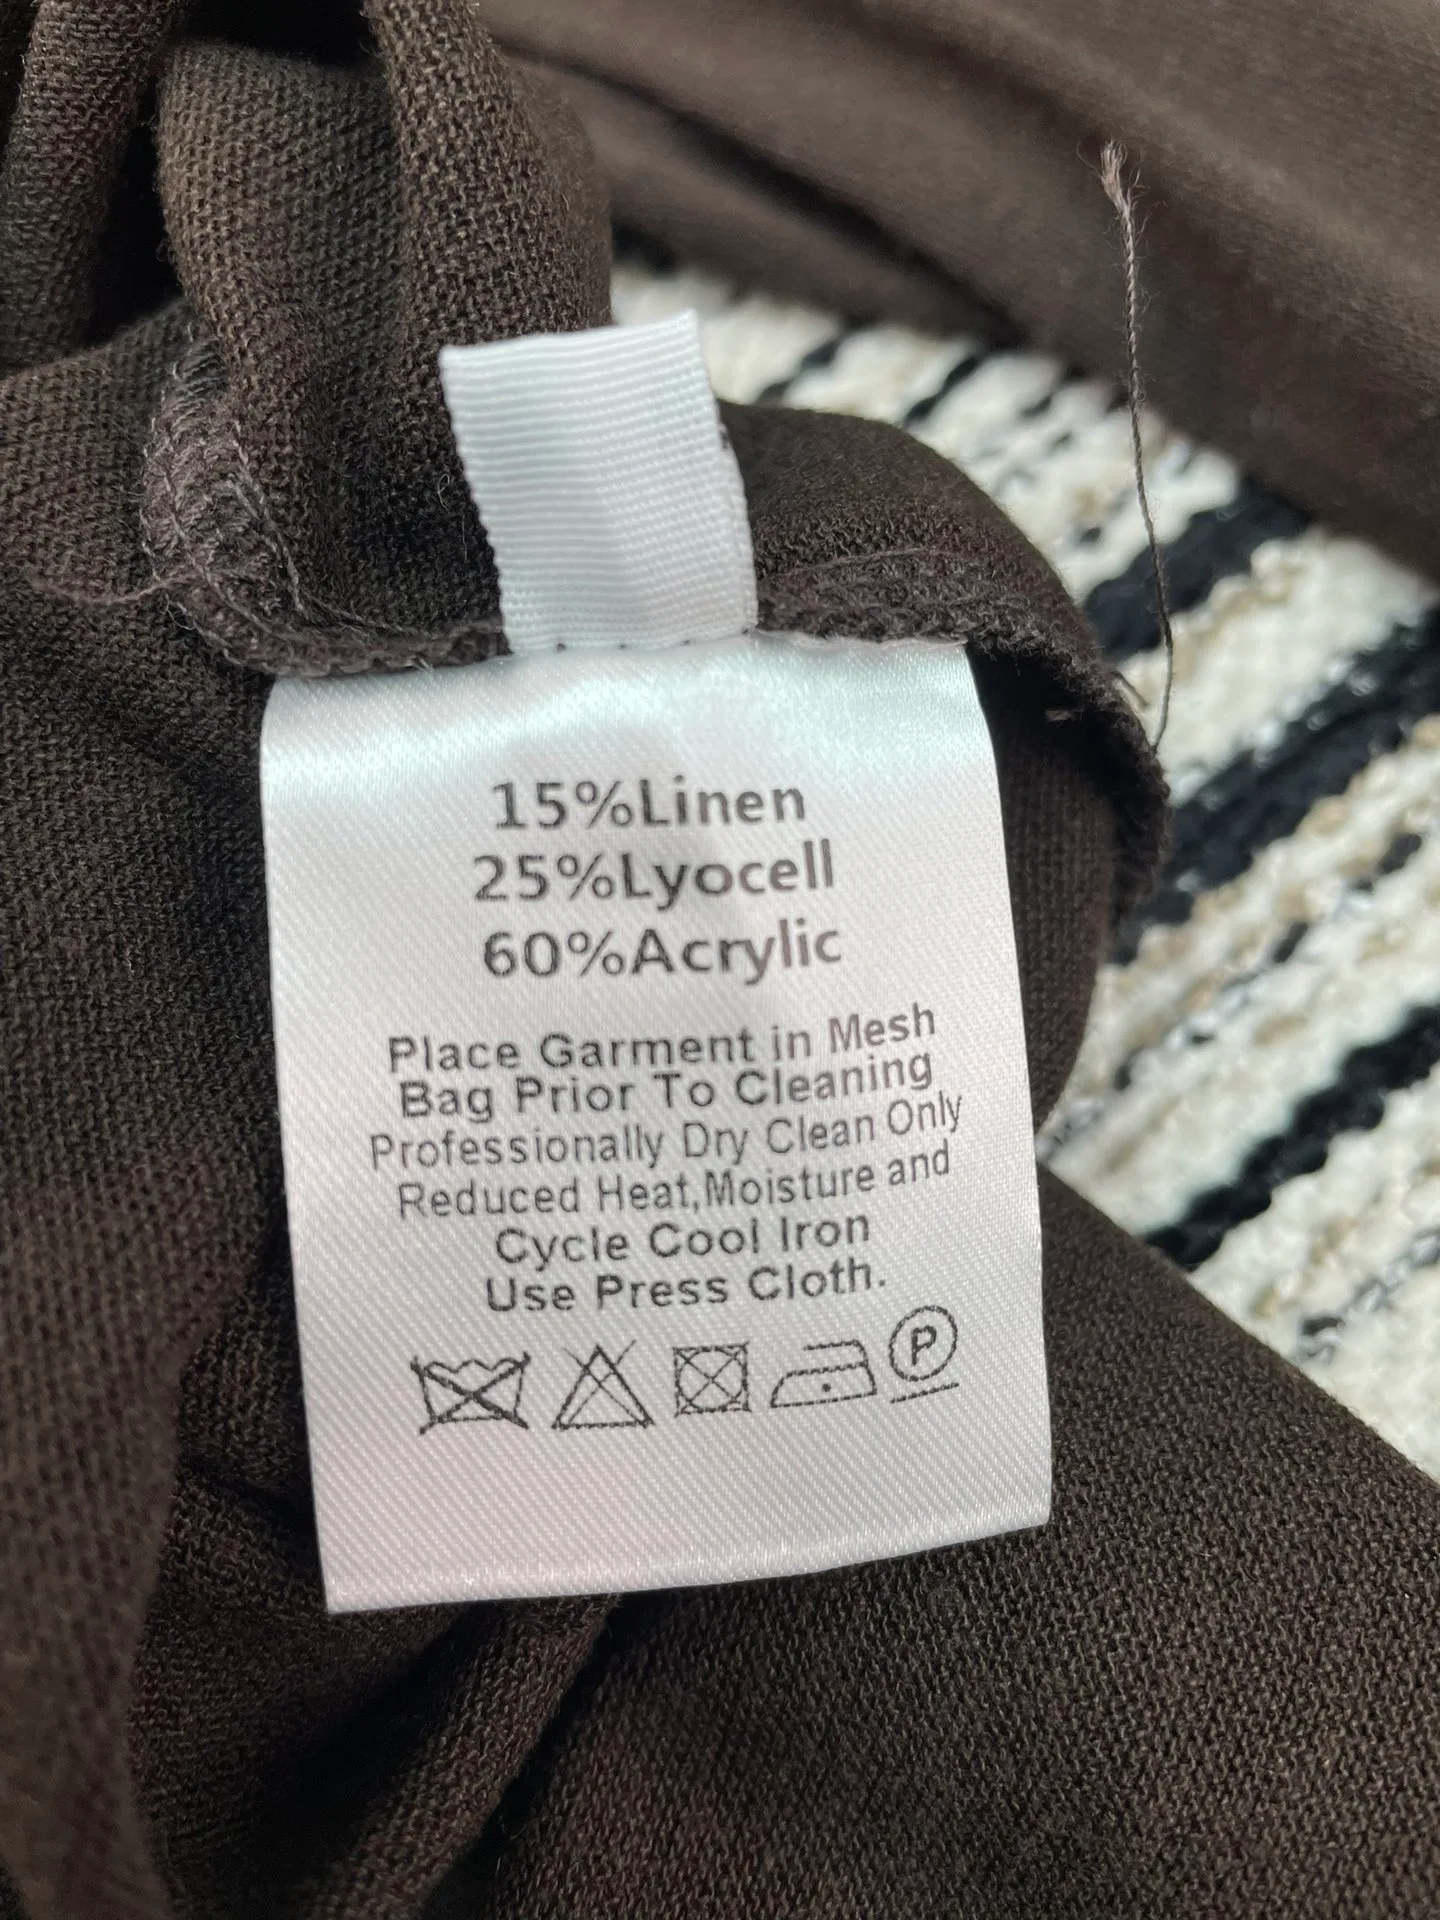 15%Linen
25%Lyocell
60%Acrylic
Place Garment in Mesh
Bag Prior To Cleaning
Professionally Dry Clean Only
Reduced Heat,Moisture and
Cycle Cool Iron
Use Press Cloth.
P